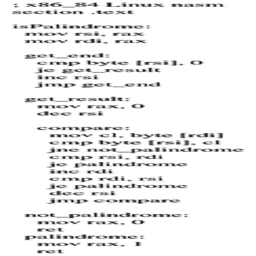 ; x86_84 Linux nasm
section .text
isPalindrome:
mov rsi, rax
mov rdi, rax
get_end:
cmp byte [rsi], 0
je get_result
inc rsi
jmp get_end
get_result:
mov rax, 0
dec rsi
compare:
mov cl, byte [rdi]
cmp byte [rsi], cl
jne not_palindrome
cmp rsi, rdi
je palindrome
inc rdi
cmp rdi, rsi
je palindrome
dec rsi
jmp compare
not_palindrome:
mov rax, 0
ret
palindrome:
mov rax, 1
ret